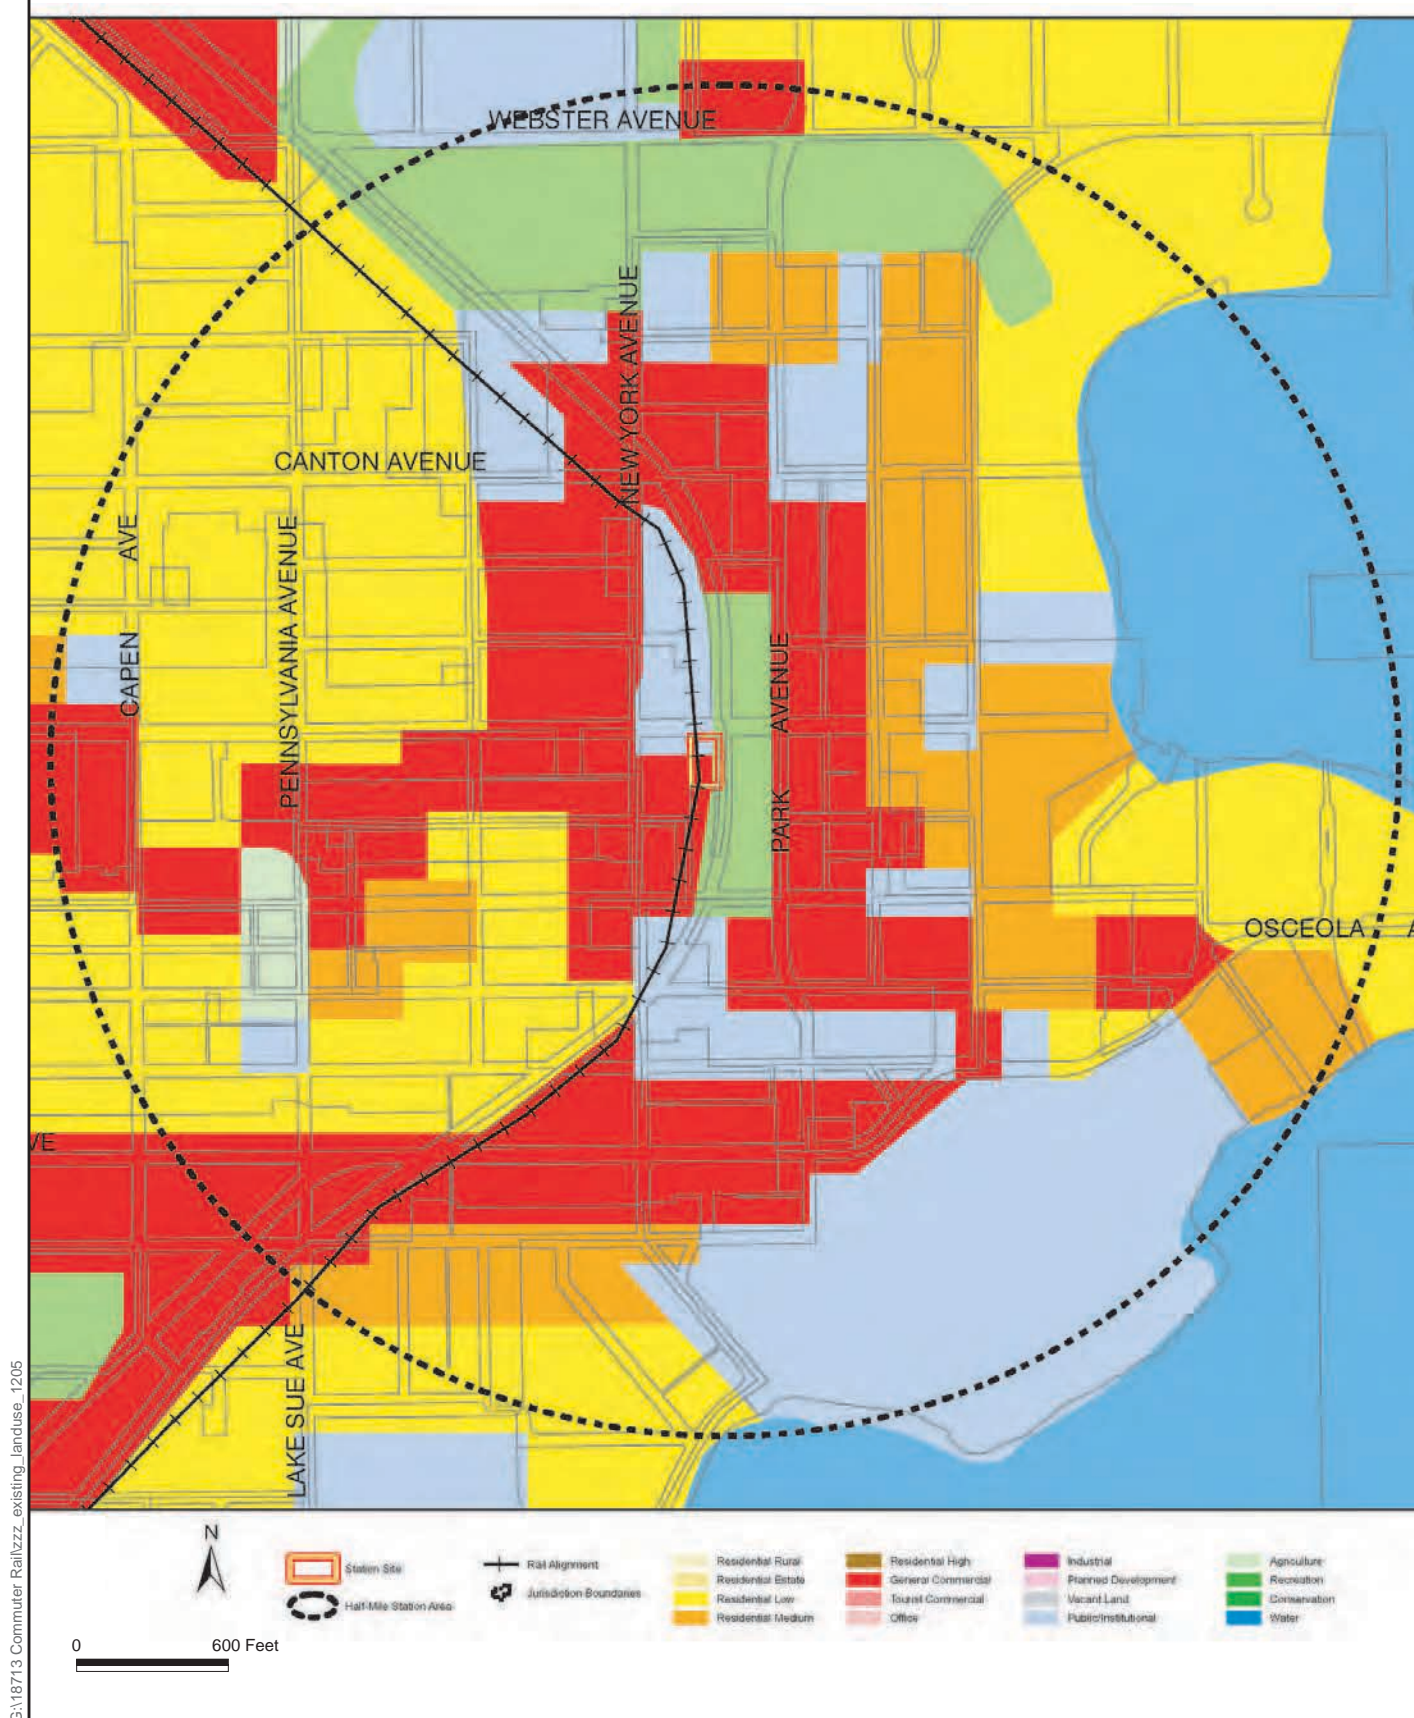 WEBSTER AVENUE
NEW YORK AVENUE
CANTON AVENUE
CAPEN AVE
PENNSYLVANIA AVENUE
PARK AVENUE
OSCEOLA A
VE
LAKE SUE AVE
G:\18713 Commuter Rail\zzz_existing_landuse_1205
N
0 600 Feet
Station Site
Half-Mile Station Area
Rail Alignment
Jurisdiction Boundaries
Residential Rural
Residential Estate
Residential Low
Residential Medium
Residential High
General Commercial
Tourist Commercial
Office
Industrial
Planned Development
Vacant Land
Public/Institutional
Agriculture
Recreation
Conservation
Water